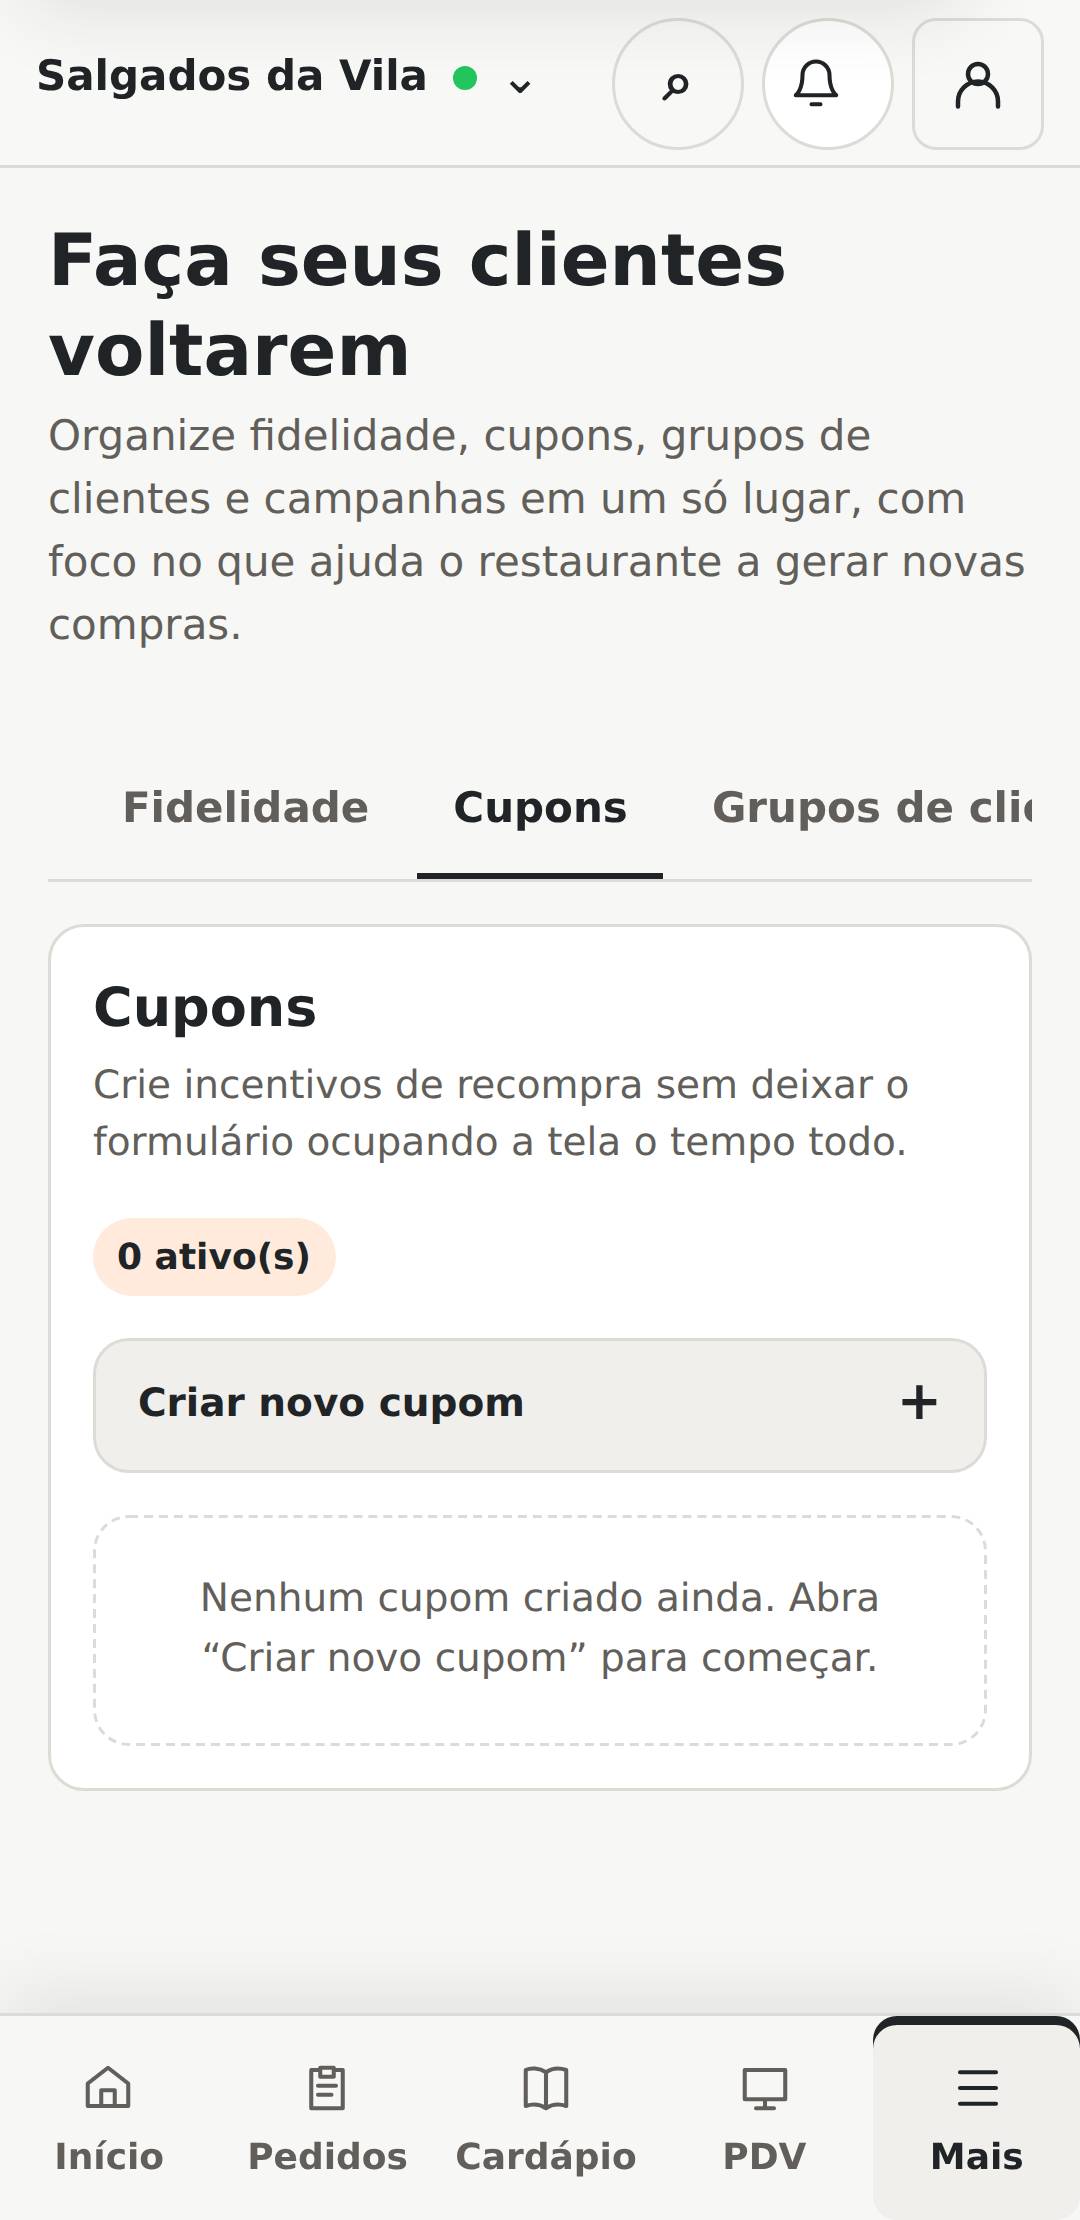 Salgados da Vila
Faça seus clientes
voltarem
Organize fidelidade, cupons, grupos de
clientes e campanhas em um só lugar, com
foco no que ajuda o restaurante a gerar novas
compras.
Fidelidade Cupons Grupos de clie
Cupons
Crie incentivos de recompra sem deixar o
formulário ocupando a tela o tempo todo.
0 ativo(s)
Criar novo cupom +
Nenhum cupom criado ainda. Abra
“Criar novo cupom” para começar.
Início Pedidos Cardápio PDV Mais